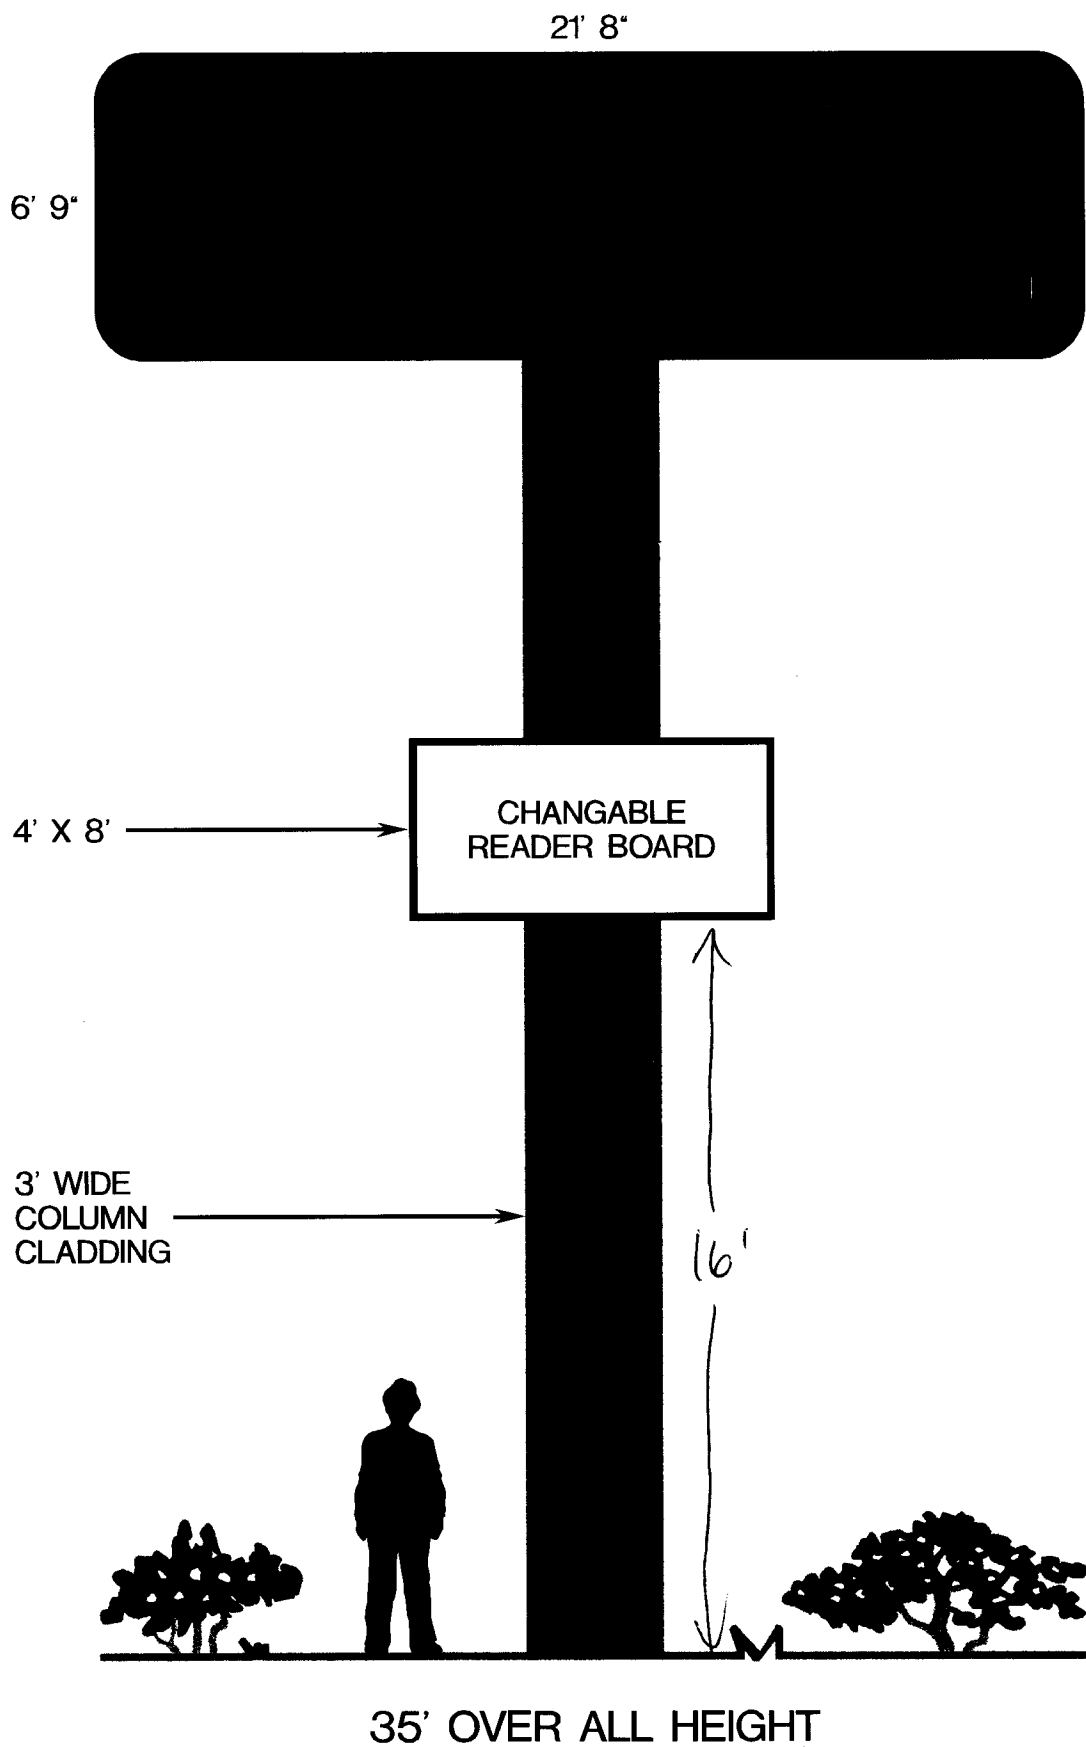 21' 8"
6' 9"
4' X 8'
CHANGABLE
READER BOARD
3' WIDE
COLUMN
CLADDING
16'
35' OVER ALL HEIGHT